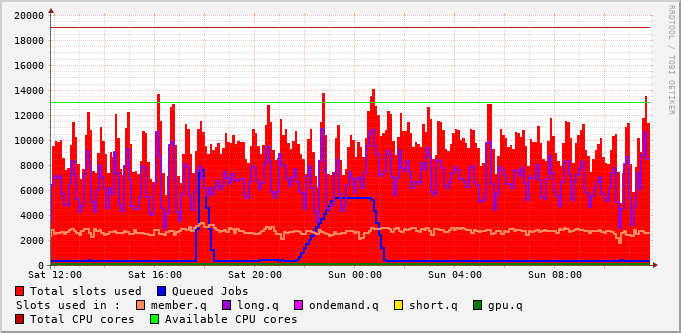 20000
18000
16000
14000
12000
10000
8000
6000
4000
2000
0
Sat 12:00 Sat 16:00 Sat 20:00 Sun 00:00 Sun 04:00 Sun 08:00
RRDTOOL / TOBI OETIKER
Total slots used Queued Jobs
Slots used in : member.q long.q ondemand.q short.q gpu.q
Total CPU cores Available CPU cores